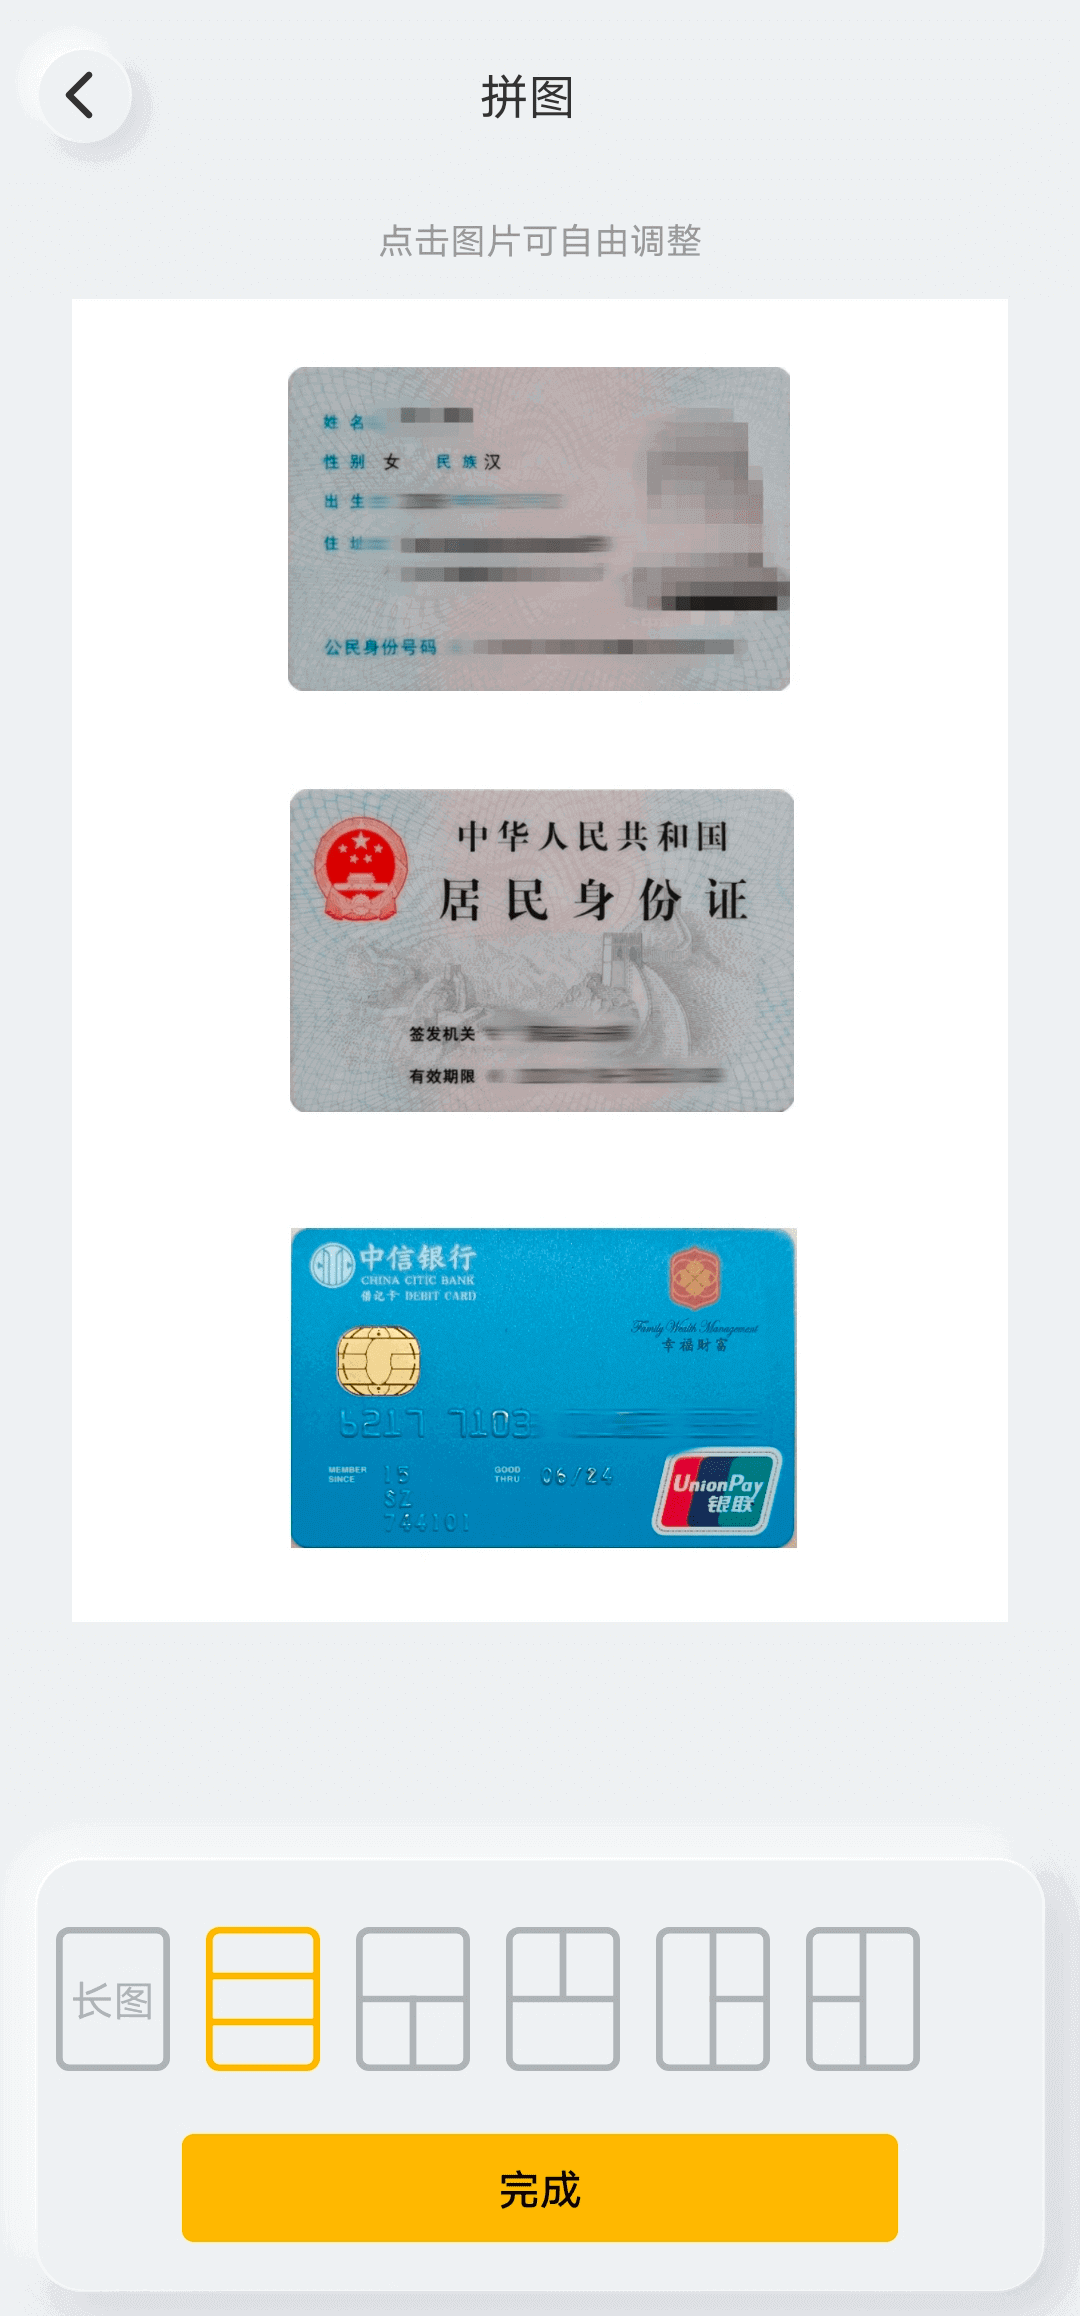 拼图
点击图片可自由调整
姓名
性别 女 民族 汉
出生
住址
公民身份号码
中华人民共和国
居民身份证
签发机关
有效期限
中信银行
CHINA CITIC BANK
借记卡 DEBIT CARD
Family Wealth Management
幸福财富
6217 7103
MEMBER SINCE 15
GOOD THRU 06/24
SZ
744101
UnionPay
银联
长图
完成